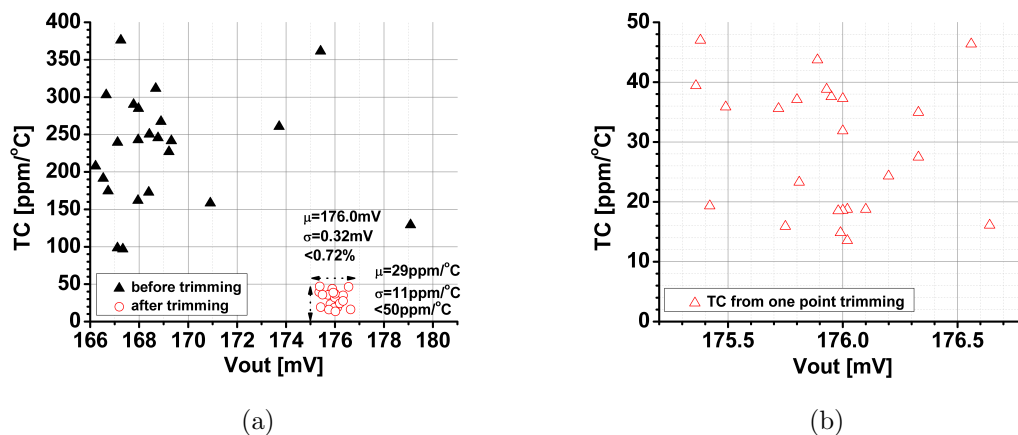 400
350
300
250
200
150
100
50
0
TC [ppm/°C]
μ=176.0mV
σ=0.32mV
<0.72%
μ=29ppm/°C
σ=11ppm/°C
<50ppm/°C
before trimming
after trimming
166 168 170 172 174 176 178 180
Vout [mV]
(a)
50
40
30
20
10
0
TC [ppm/°C]
TC from one point trimming
175.5 176.0 176.5
Vout [mV]
(b)